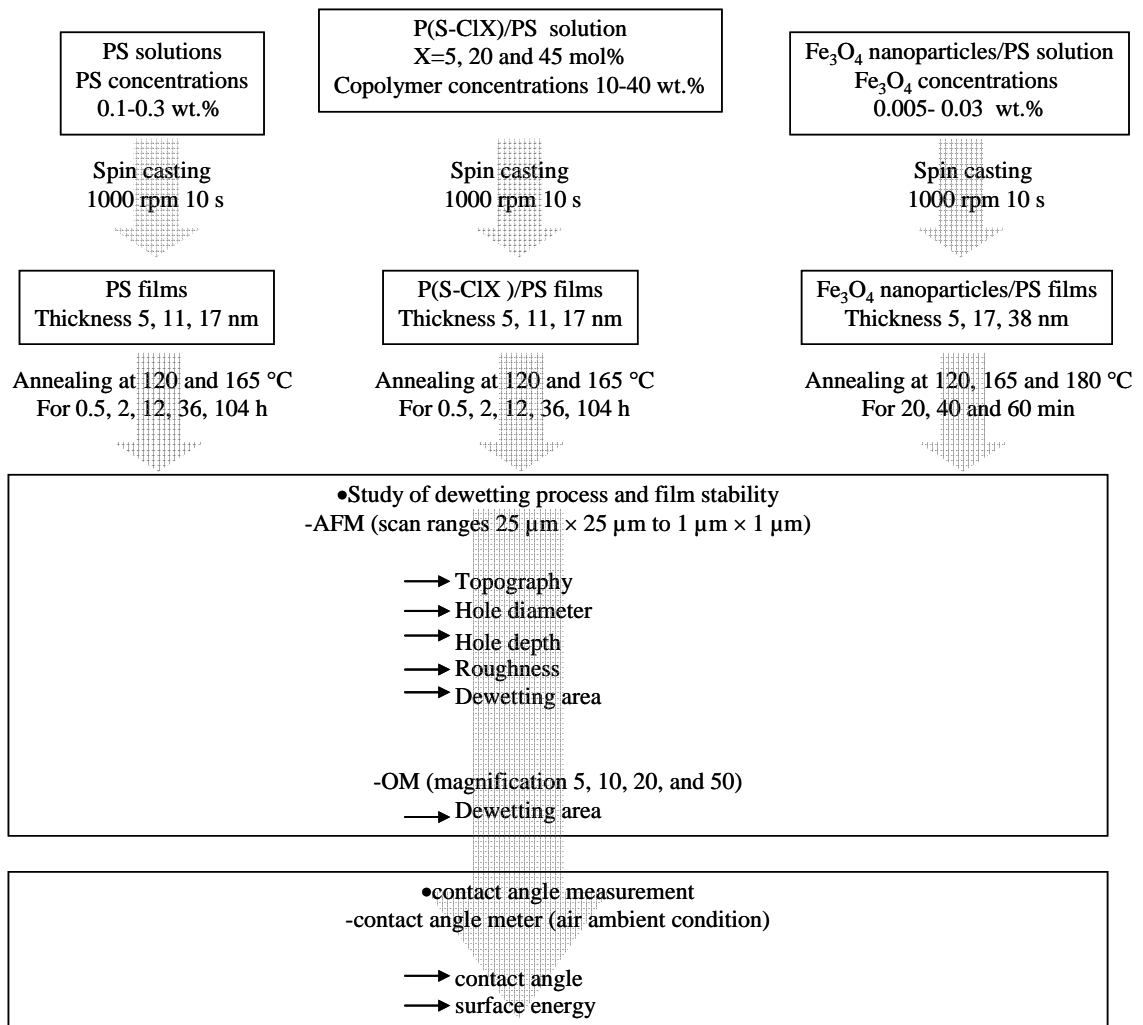 PS solutions
PS concentrations
0.1-0.3 wt.%
P(S-ClX)/PS solution
X=5, 20 and 45 mol%
Copolymer concentrations 10-40 wt.%
Fe₃O₄ nanoparticles/PS solution
Fe₃O₄ concentrations
0.005- 0.03 wt.%
Spin casting
1000 rpm 10 s
Spin casting
1000 rpm 10 s
Spin casting
1000 rpm 10 s
PS films
Thickness 5, 11, 17 nm
P(S-ClX )/PS films
Thickness 5, 11, 17 nm
Fe₃O₄ nanoparticles/PS films
Thickness 5, 17, 38 nm
Annealing at 120 and 165 °C
For 0.5, 2, 12, 36, 104 h
Annealing at 120 and 165 °C
For 0.5, 2, 12, 36, 104 h
Annealing at 120, 165 and 180 °C
For 20, 40 and 60 min
•Study of dewetting process and film stability
-AFM (scan ranges 25 µm × 25 µm to 1 µm × 1 µm)
Topography
Hole diameter
Hole depth
Roughness
Dewetting area
-OM (magnification 5, 10, 20, and 50)
Dewetting area
•contact angle measurement
-contact angle meter (air ambient condition)
contact angle
surface energy